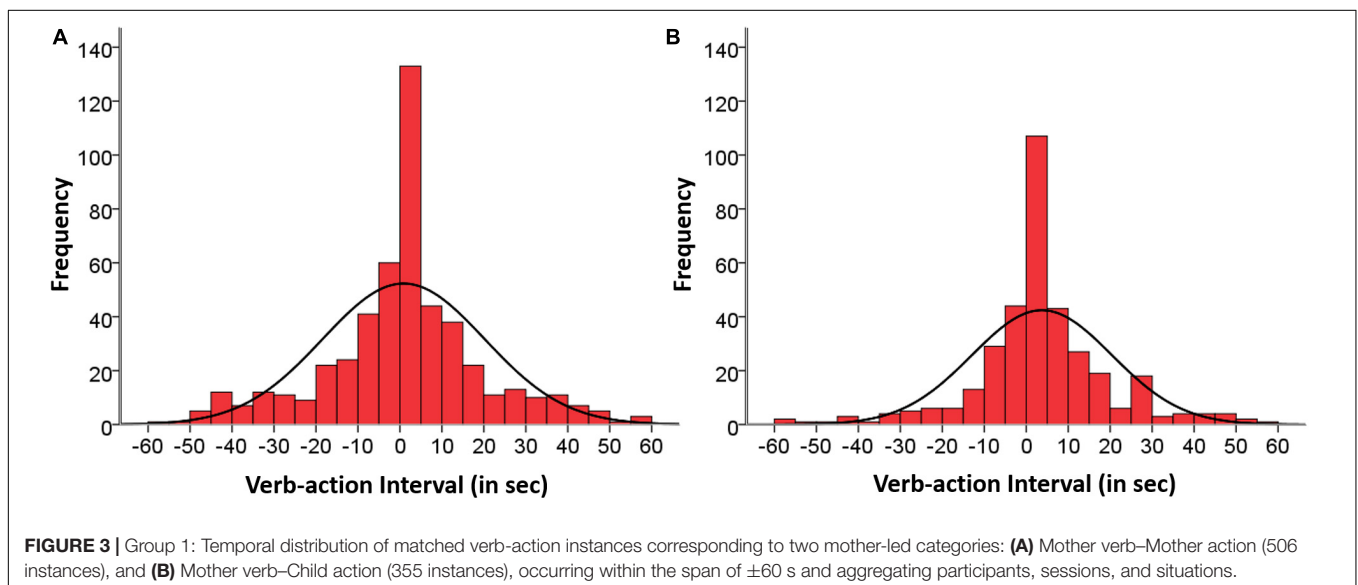 A
B
140
120
100
80
60
40
20
0
Frequency
-60 -50 -40 -30 -20 -10 0 10 20 30 40 50 60
Verb-action Interval (in sec)
140
120
100
80
60
40
20
0
Frequency
-60 -50 -40 -30 -20 -10 0 10 20 30 40 50 60
Verb-action Interval (in sec)
FIGURE 3 | Group 1: Temporal distribution of matched verb-action instances corresponding to two mother-led categories: (A) Mother verb–Mother action (506
instances), and (B) Mother verb–Child action (355 instances), occurring within the span of ±60 s and aggregating participants, sessions, and situations.